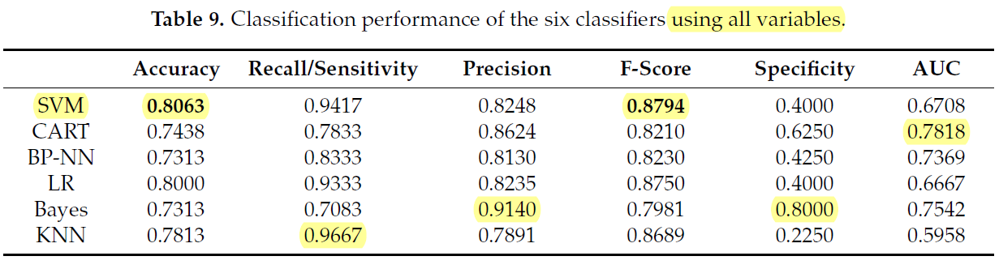 Table 9. Classification performance of the six classifiers using all variables.
Accuracy Recall/Sensitivity Precision F-Score Specificity AUC
SVM 0.8063 0.9417 0.8248 0.8794 0.4000 0.6708
CART 0.7438 0.7833 0.8624 0.8210 0.6250 0.7818
BP-NN 0.7313 0.8333 0.8130 0.8230 0.4250 0.7369
LR 0.8000 0.9333 0.8235 0.8750 0.4000 0.6667
Bayes 0.7313 0.7083 0.9140 0.7981 0.8000 0.7542
KNN 0.7813 0.9667 0.7891 0.8689 0.2250 0.5958